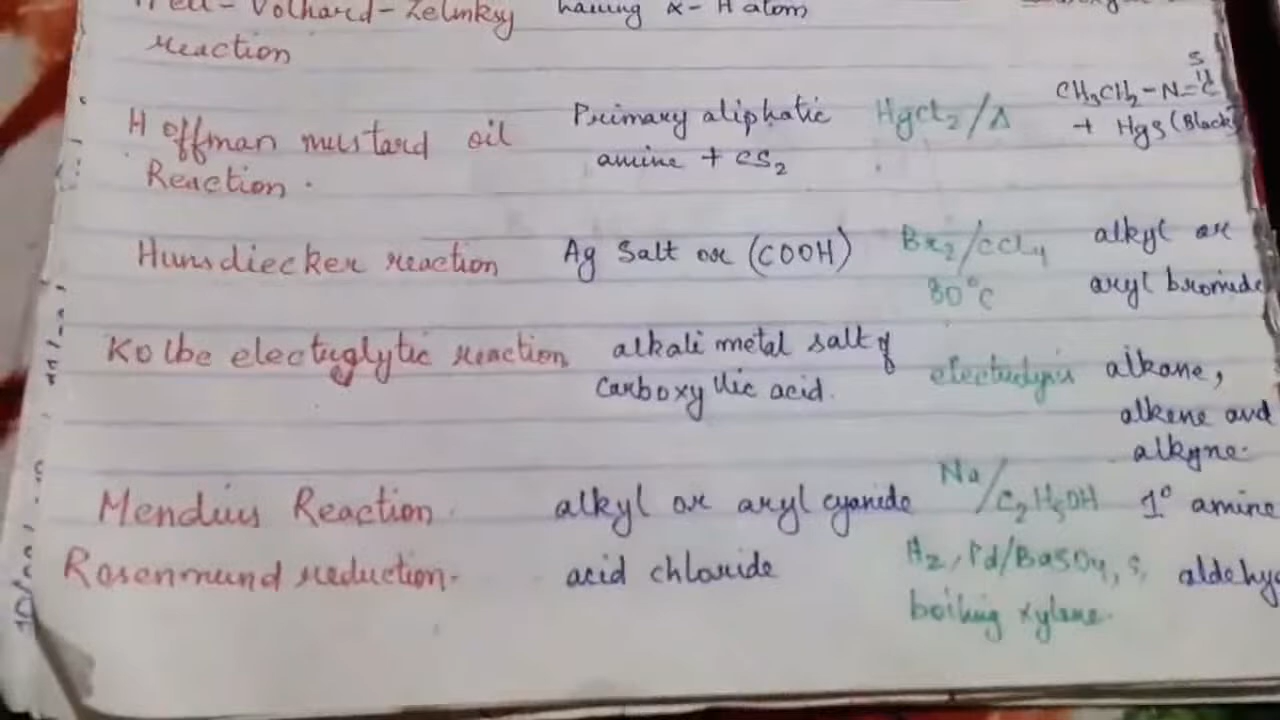 Volhard-Zelinksy having α-H atom
reaction
Hoffman mustard oil Primary aliphatic HgCl2/Δ CH3CH2-N=C
S
Reaction. amine + CS2 + HgS (Black)
Hunsdiecker reaction Ag Salt or (COOH) Br2/CCl4 alkyl or
80°C aryl bromide
Kolbe electryglytic reaction alkali metal salt of
carboxylic acid. electrolysis alkane,
alkene and
alkyne.
Mendius Reaction. alkyl or aryl cyanide Na/C2H5OH 1° amine
Rosenmund reduction. acid chloride H2, Pd/BaSO4, S, aldehy
boiling xylene.